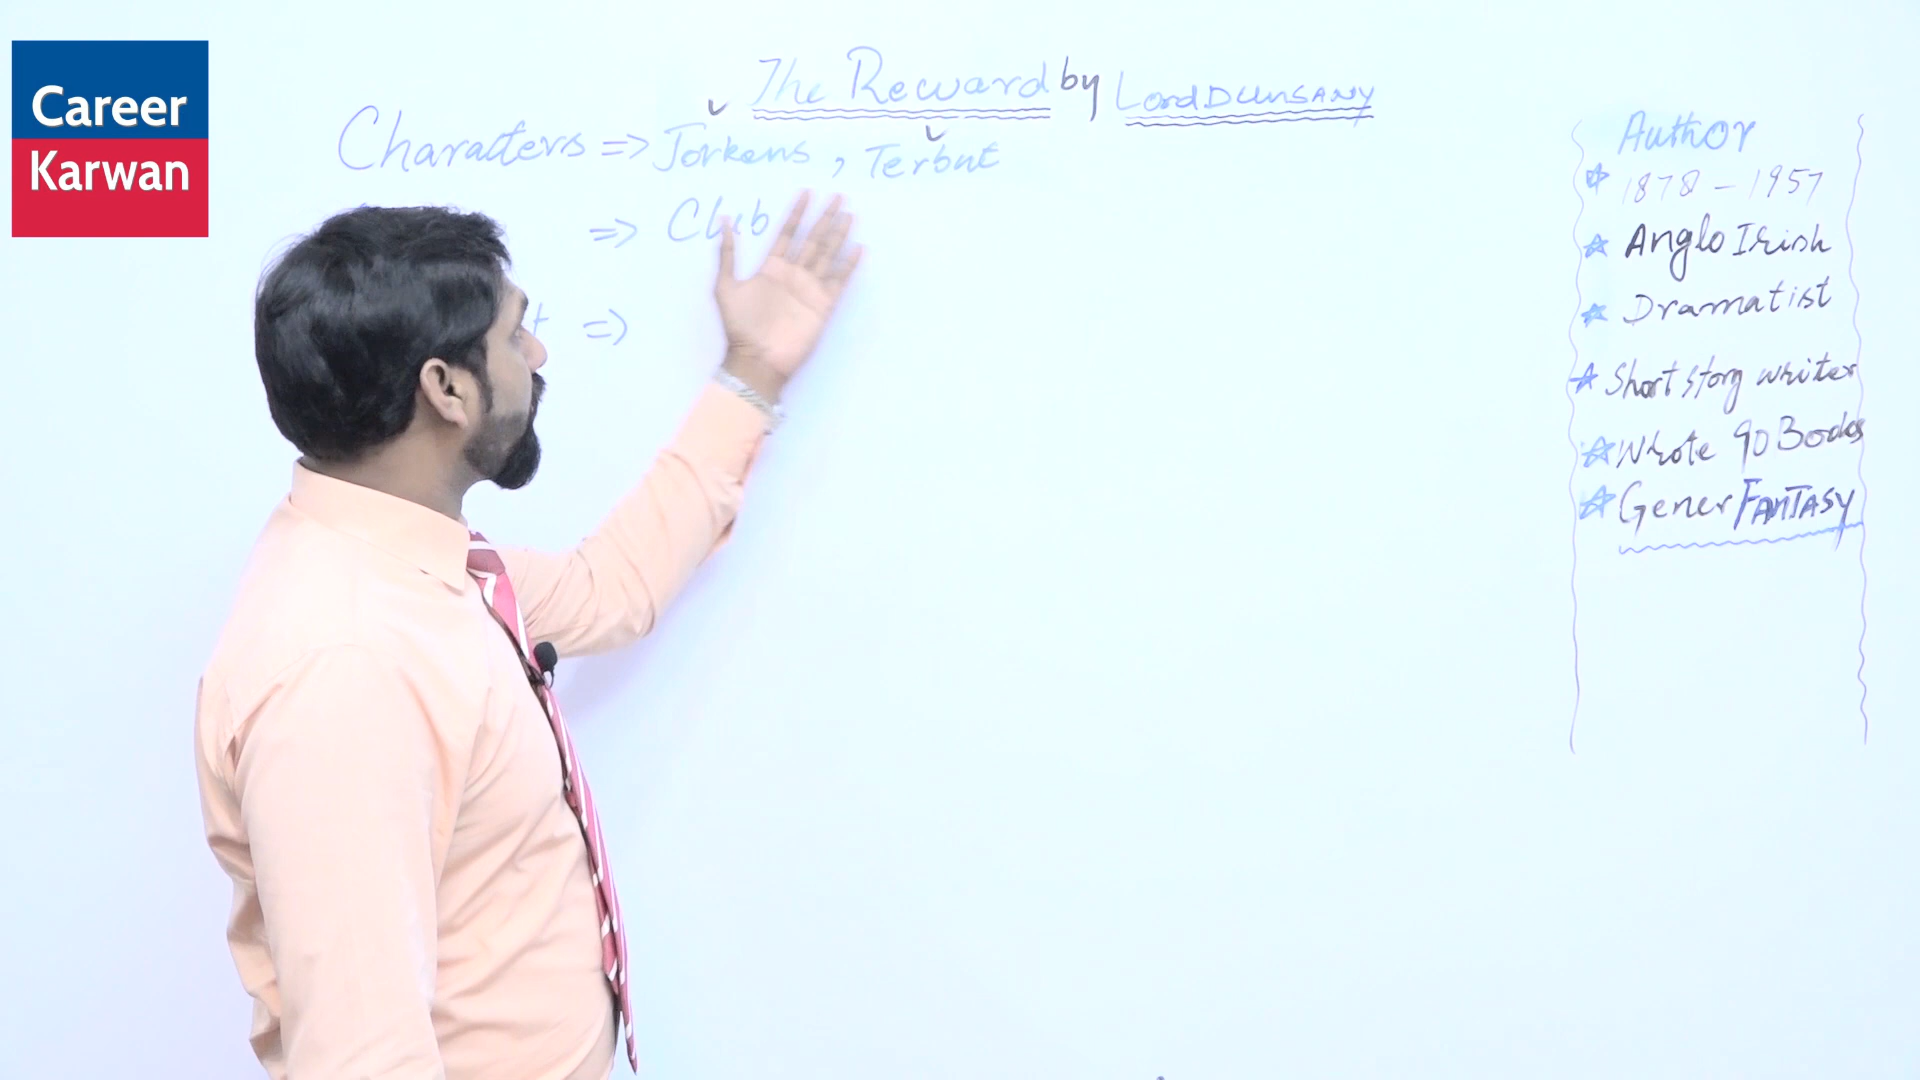 Career
Karwan
The Reward by Lord DUNSANY
Characters => Jorkens, Terbut
=> Club
=>
Author
1878 - 1957
Anglo Irish
Dramatist
Short story writer
Wrote 90 Books
Gener FANTASY